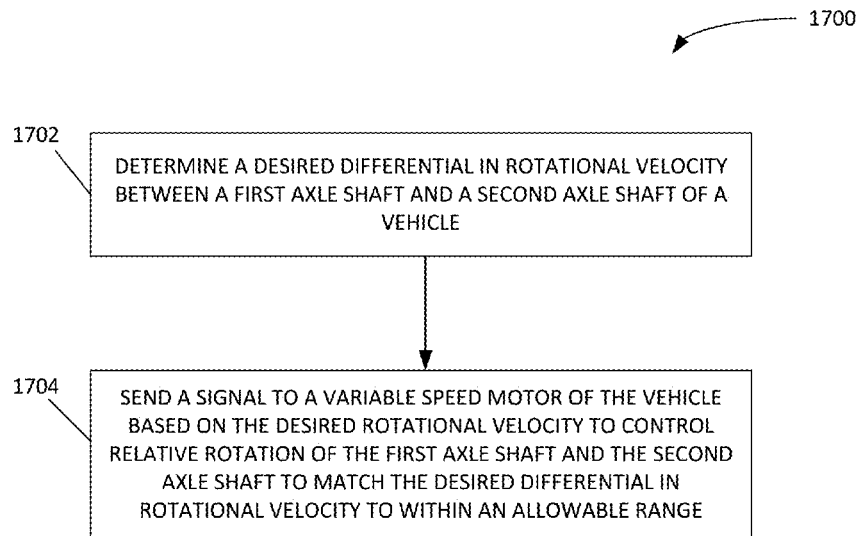 1700
1702
DETERMINE A DESIRED DIFFERENTIAL IN ROTATIONAL VELOCITY
BETWEEN A FIRST AXLE SHAFT AND A SECOND AXLE SHAFT OF A
VEHICLE
1704
SEND A SIGNAL TO A VARIABLE SPEED MOTOR OF THE VEHICLE
BASED ON THE DESIRED ROTATIONAL VELOCITY TO CONTROL
RELATIVE ROTATION OF THE FIRST AXLE SHAFT AND THE SECOND
AXLE SHAFT TO MATCH THE DESIRED DIFFERENTIAL IN
ROTATIONAL VELOCITY TO WITHIN AN ALLOWABLE RANGE